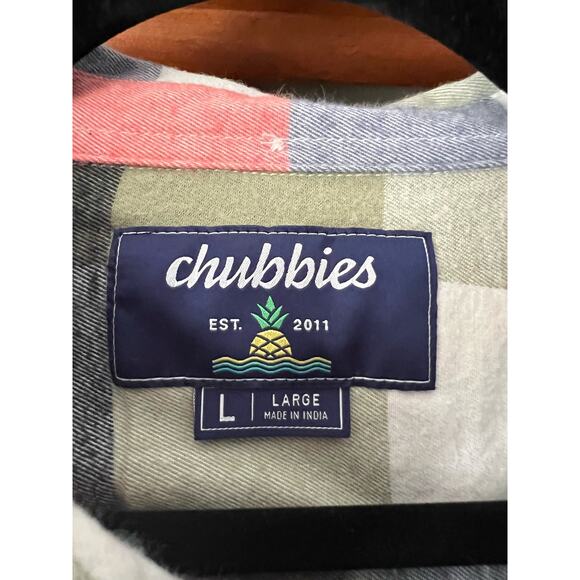 chubbies
EST. 2011
L | LARGE
MADE IN INDIA